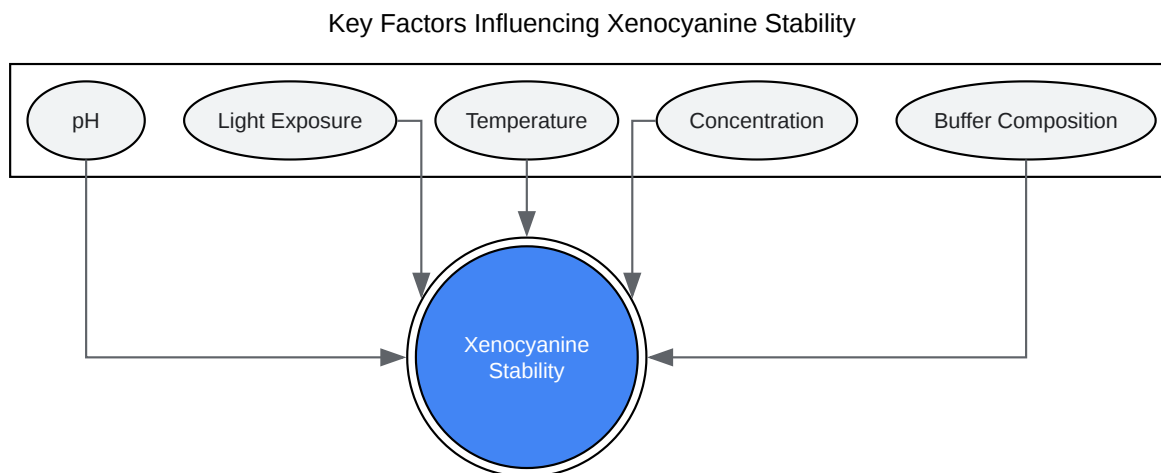 Key Factors Influencing Xenocyanine Stability
pH
Light Exposure
Temperature
Concentration
Buffer Composition
Xenocyanine
Stability